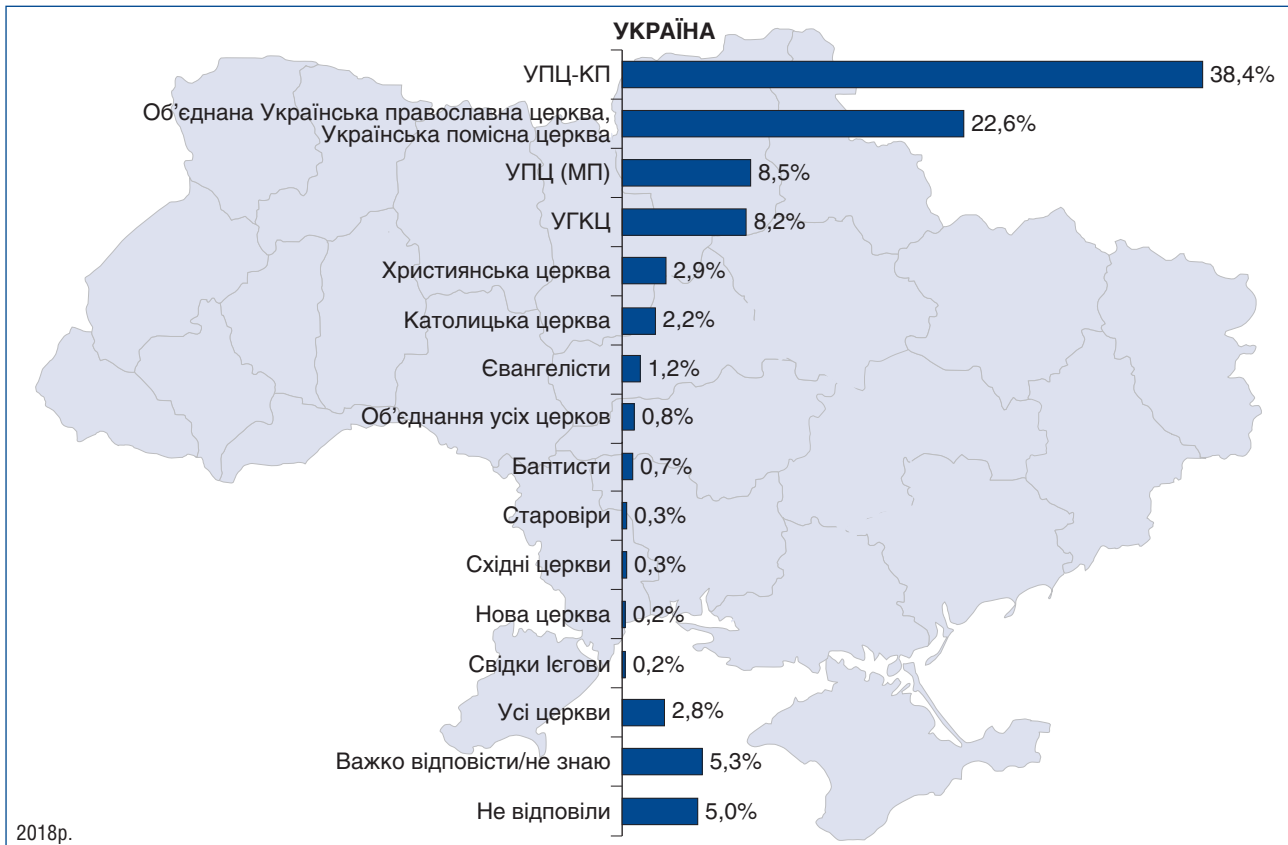 УКРАЇНА
УПЦ-КП 38,4%
Об’єднана Українська православна церква,
Українська помісна церква 22,6%
УПЦ (МП) 8,5%
УГКЦ 8,2%
Християнська церква 2,9%
Католицька церква 2,2%
Євангелісти 1,2%
Об’єднання усіх церков 0,8%
Баптисти 0,7%
Старовіри 0,3%
Східні церкви 0,3%
Нова церква 0,2%
Свідки Ієгови 0,2%
Усі церкви 2,8%
Важко відповісти/не знаю 5,3%
Не відповіли 5,0%
2018р.